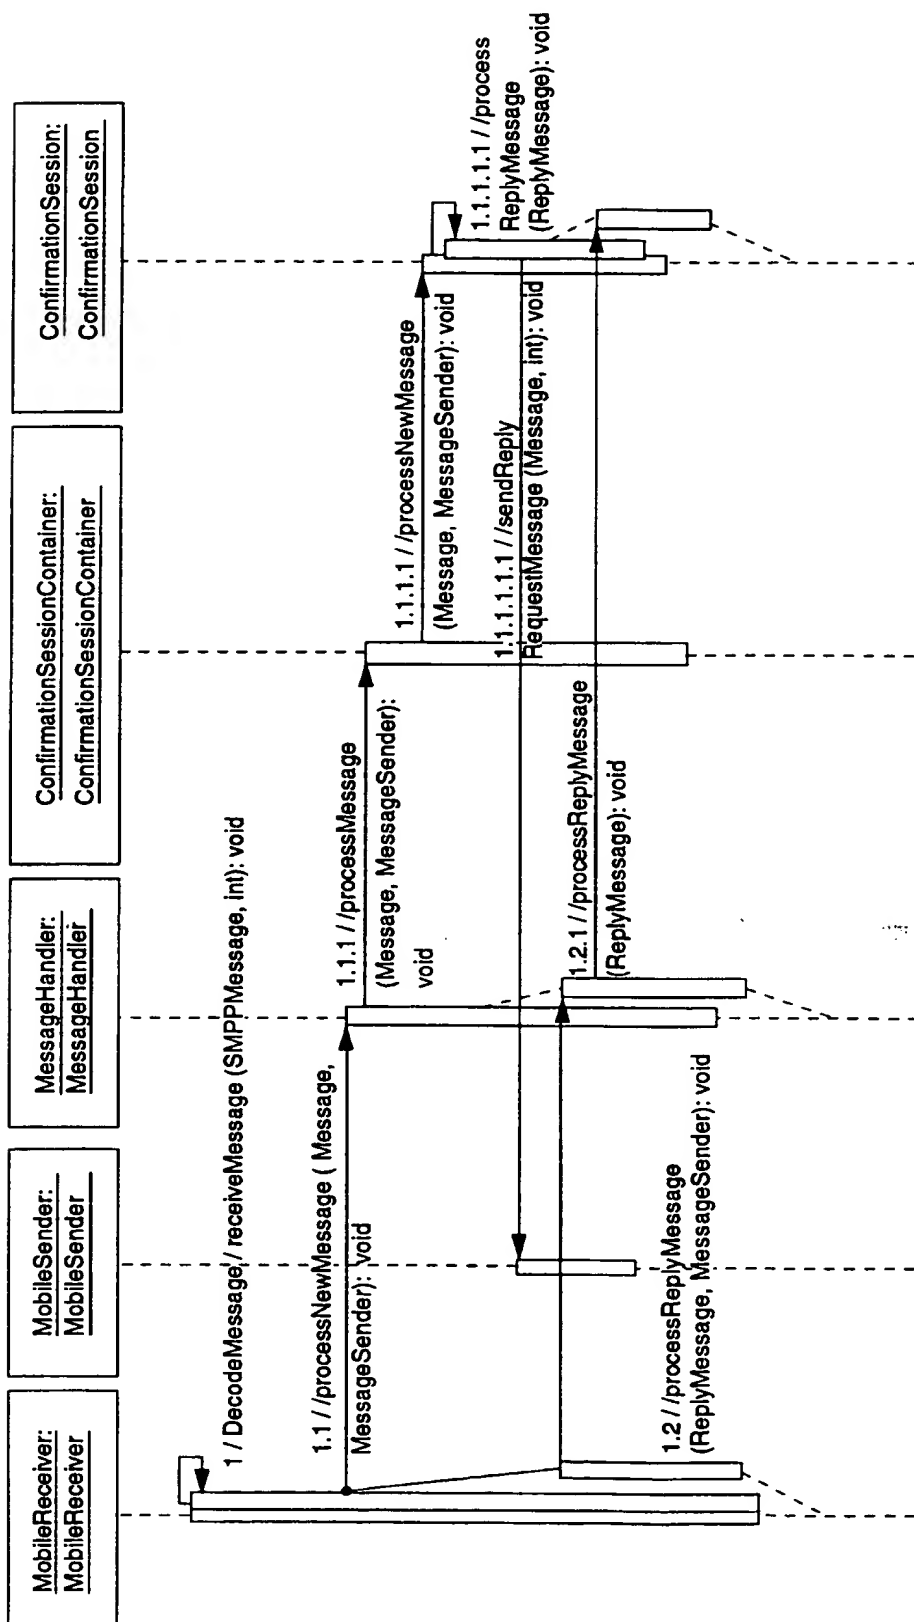 MobileReceiver:
MobileReceiver
MobileSender:
MobileSender
MessageHandler:
MessageHandler
ConfirmationSessionContainer:
ConfirmationSessionContainer
ConfirmationSession:
ConfirmationSession
1 / DecodeMessage / receiveMessage (SMPPMessage, int): void
1.1 / /processNewMessage ( Message,
MessageSender): void
1.1.1 / /processMessage
(Message, MessageSender):
void
1.1.1.1 / /processNewMessage
(Message, MessageSender): void
1.1.1.1.1 / /process
ReplyMessage
(ReplyMessage): void
1.1.1.1.1.1 / /sendReply
RequestMessage (Message, int): void
1.2 / /processReplyMessage
(ReplyMessage, MessageSender): void
1.2.1 / /processReplyMessage
(ReplyMessage): void